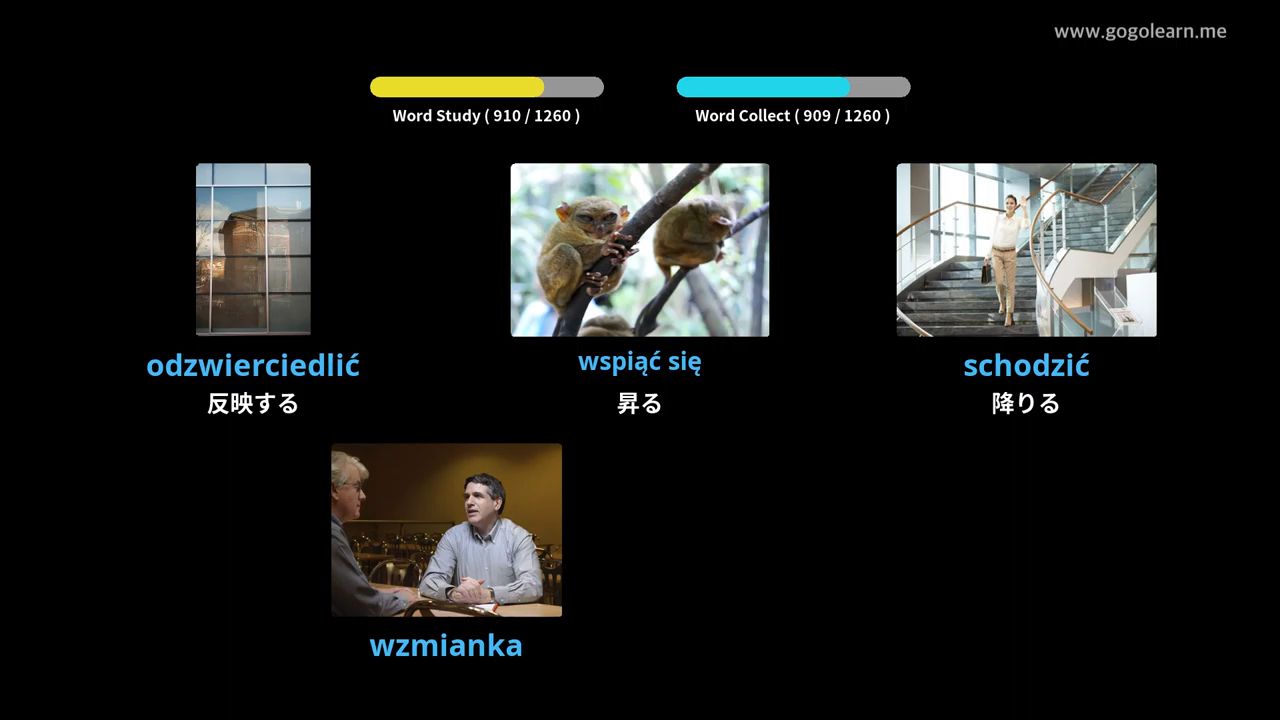 www.gogolearn.me
Word Study ( 910 / 1260 )
Word Collect ( 909 / 1260 )
odzwierciedlić
反映する
wspiąć się
昇る
schodzić
降りる
wzmianka